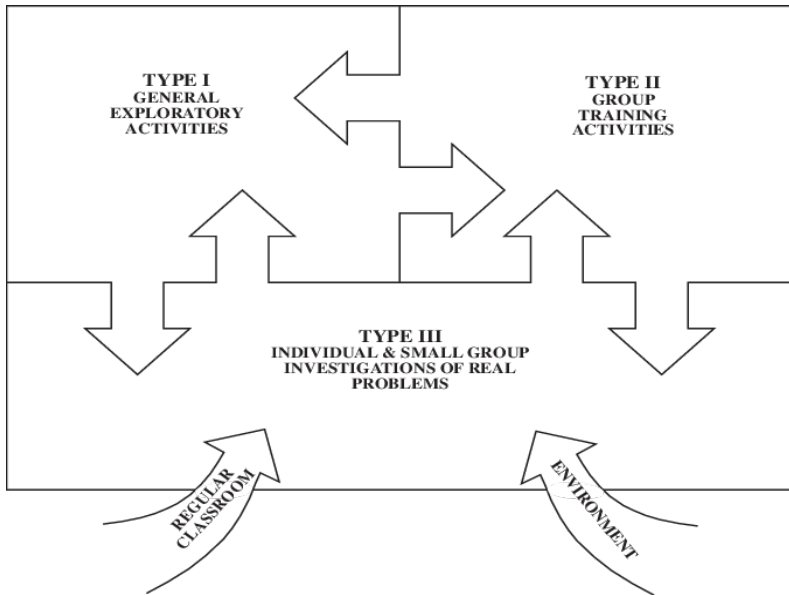 TYPE I
GENERAL
EXPLORATORY
ACTIVITIES
TYPE II
GROUP
TRAINING
ACTIVITIES
TYPE III
INDIVIDUAL & SMALL GROUP
INVESTIGATIONS OF REAL
PROBLEMS
REGULAR
CLASSROOM
ENVIRONMENT